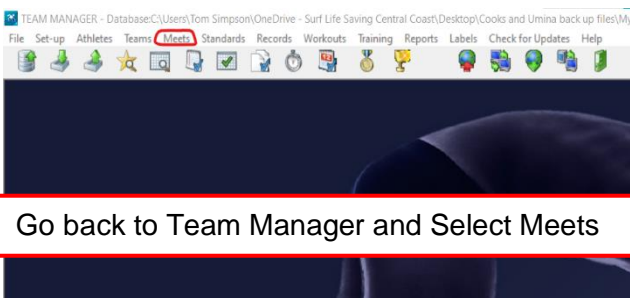 TEAM MANAGER - Database:C:\Users\Tom Simpson\OneDrive - Surf Life Saving Central Coast\Desktop\Cooks and Umina back up files\My
File Set-up Athletes Teams Meets Standards Records Workouts Training Reports Labels Check for Updates Help
Go back to Team Manager and Select Meets